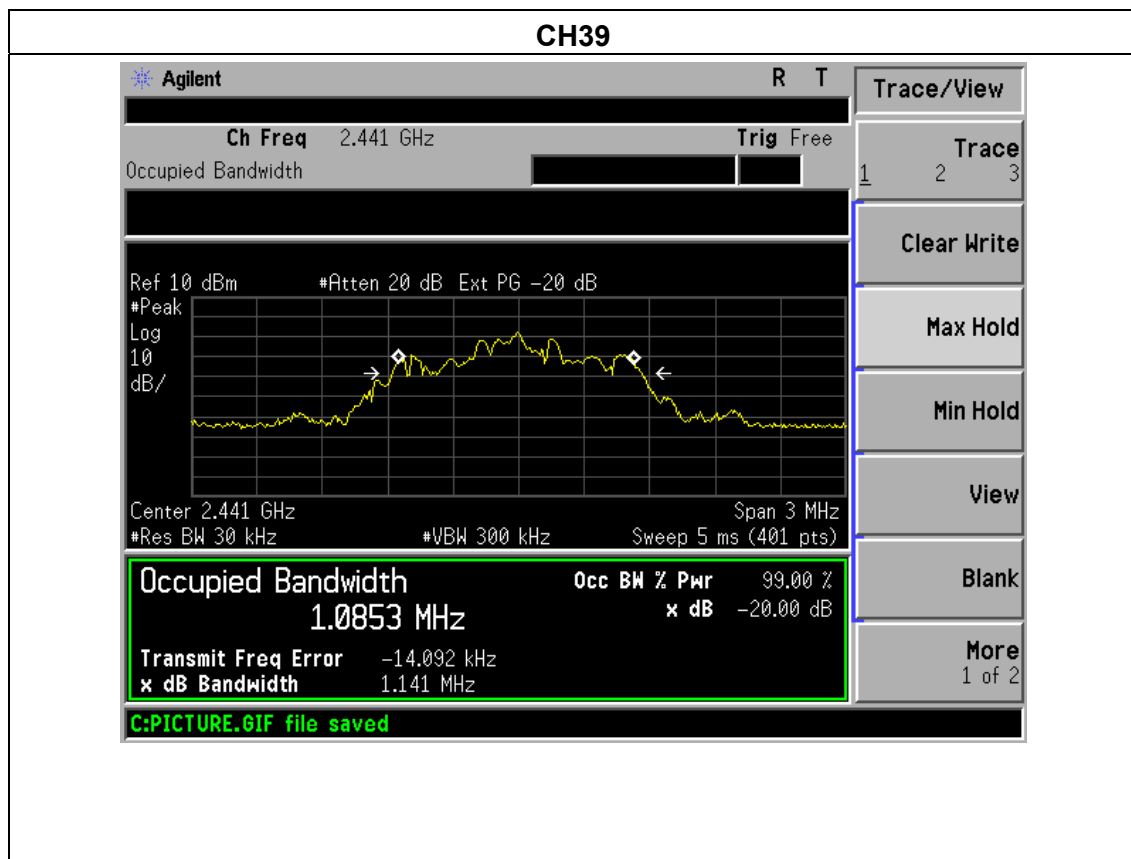 CH39
Agilent R T
Ch Freq 2.441 GHz Trig Free
Occupied Bandwidth
Ref 10 dBm #Atten 20 dB Ext PG -20 dB
#Peak
Log
10
dB/
Center 2.441 GHz Span 3 MHz
#Res BW 30 kHz #VBW 300 kHz Sweep 5 ms (401 pts)
Occupied Bandwidth Occ BW % Pwr 99.00 %
1.0853 MHz x dB -20.00 dB
Transmit Freq Error -14.092 kHz
x dB Bandwidth 1.141 MHz
C:PICTURE.GIF file saved
Trace/View
Trace
1 2 3
Clear Write
Max Hold
Min Hold
View
Blank
More
1 of 2